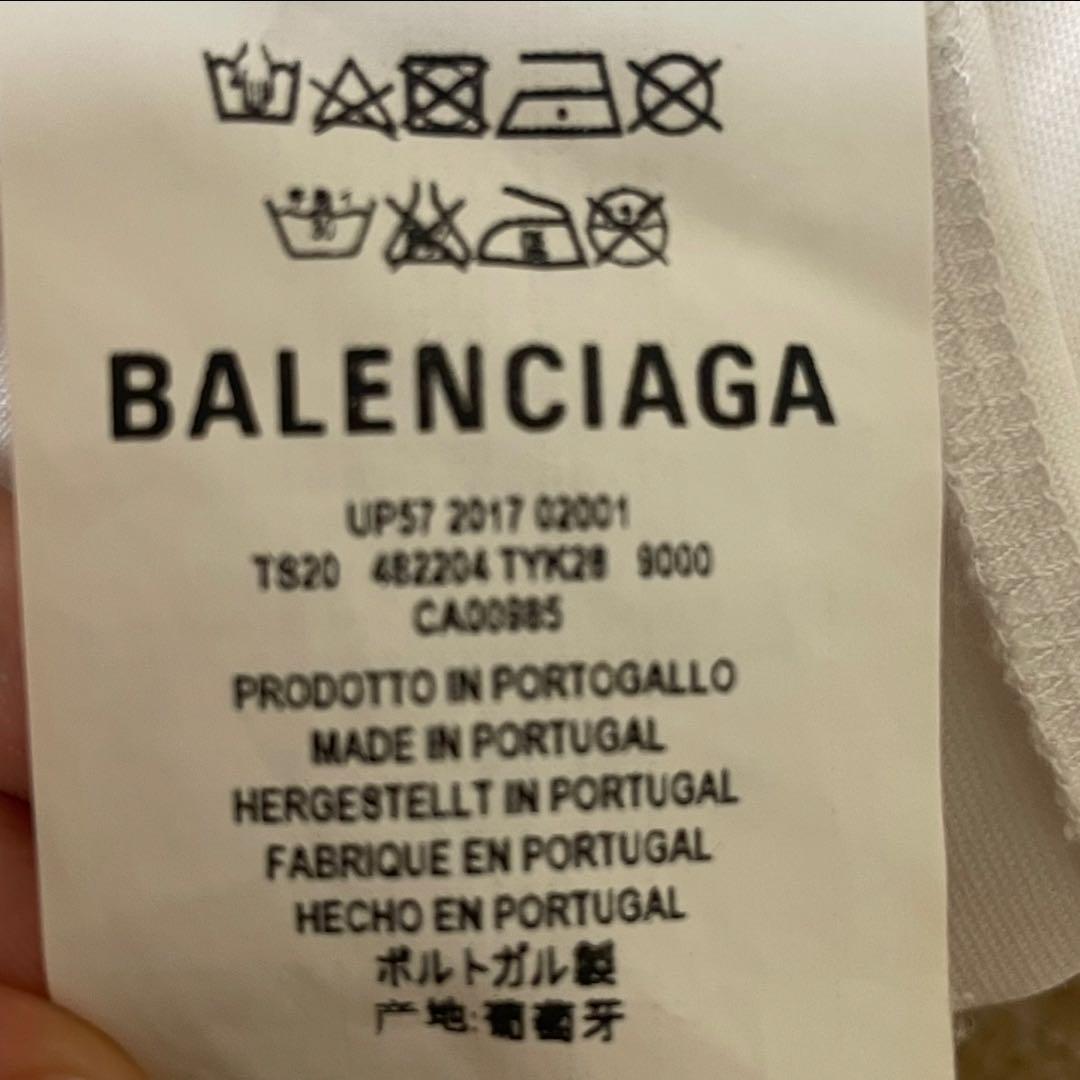 BALENCIAGA
UP57 2017 02001
TS20 482204 TYK28 9000
CA00985
PRODOTTO IN PORTOGALLO
MADE IN PORTUGAL
HERGESTELLT IN PORTUGAL
FABRIQUE EN PORTUGAL
HECHO EN PORTUGAL
ポルトガル製
产地:葡萄牙